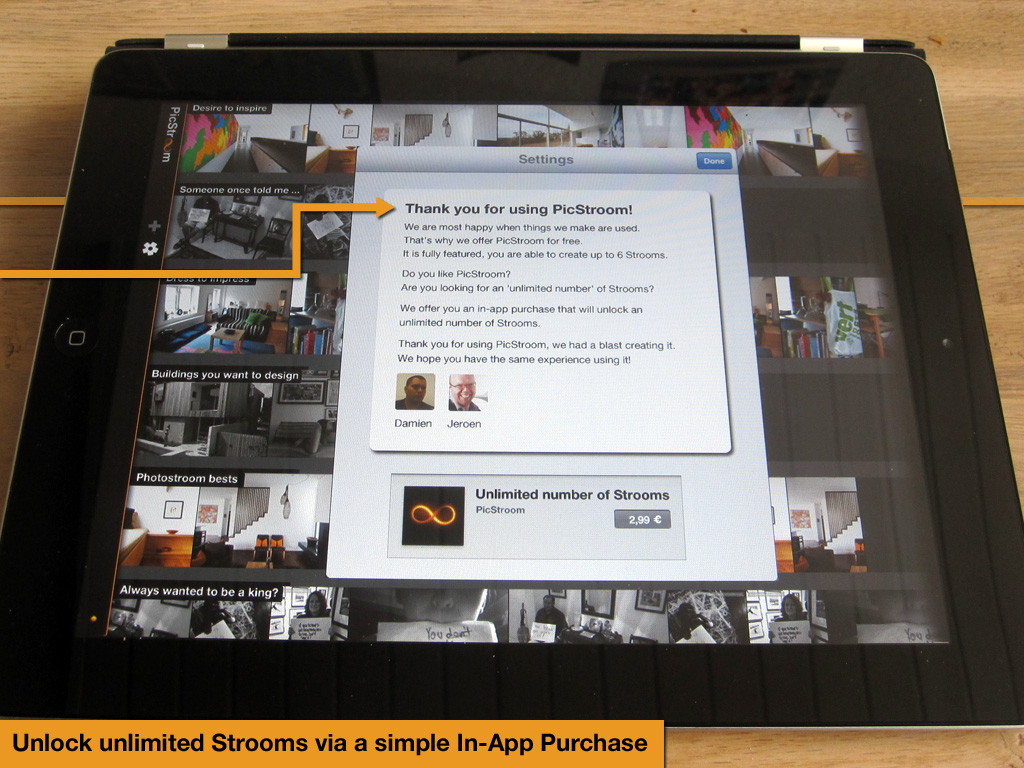 Desire to inspire
PicStroom
Settings
Done
Someone once told me ...
Thank you for using PicStroom!
We are most happy when things we make are used.
That's why we offer PicStroom for free.
It is fully featured, you are able to create up to 6 Strooms.
Do you like PicStroom?
Are you looking for an 'unlimited number' of Strooms?
We offer you an in-app purchase that will unlock an
unlimited number of Strooms.
Thank you for using PicStroom, we had a blast creating it.
We hope you have the same experience using it!
Damien Jeroen
Dress to impress
vert
Buildings you want to design
Photostroom bests
Unlimited number of Strooms
PicStroom
2,99 €
Always wanted to be a king?
You don't
Unlock unlimited Strooms via a simple In-App Purchase